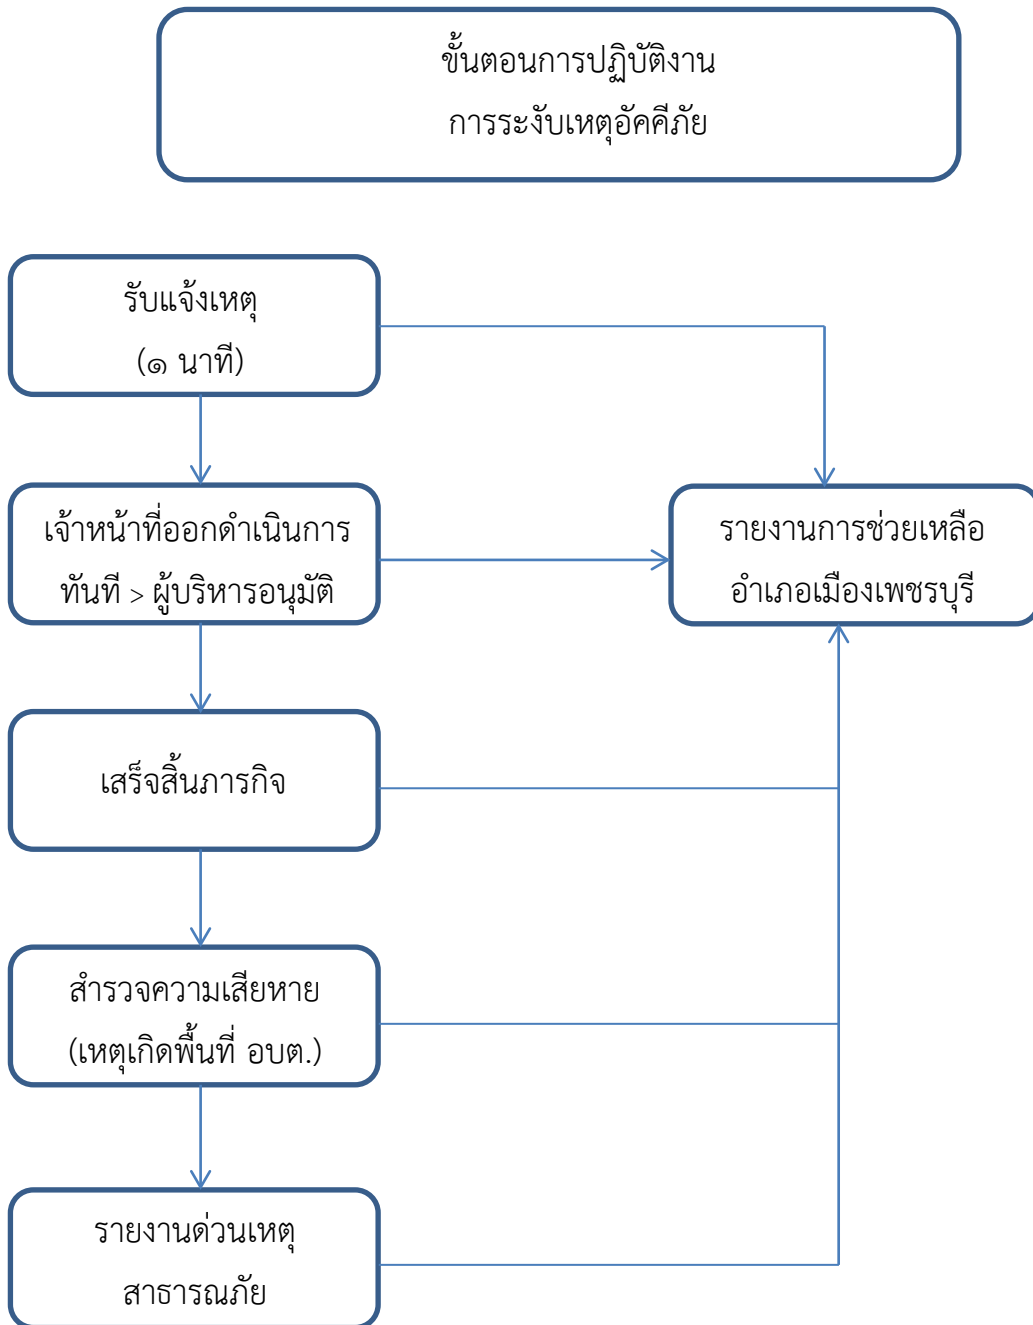 ขั้นตอนการปฏิบัติงาน
การระงับเหตุอัคคีภัย
รับแจ้งเหตุ
(๑ นาที)
เจ้าหน้าที่ออกดำเนินการ
ทันที > ผู้บริหารอนุมัติ
รายงานการช่วยเหลือ
อำเภอเมืองเพชรบุรี
เสร็จสิ้นภารกิจ
สำรวจความเสียหาย
(เหตุเกิดพื้นที่ อบต.)
รายงานด่วนเหตุ
สาธารณภัย